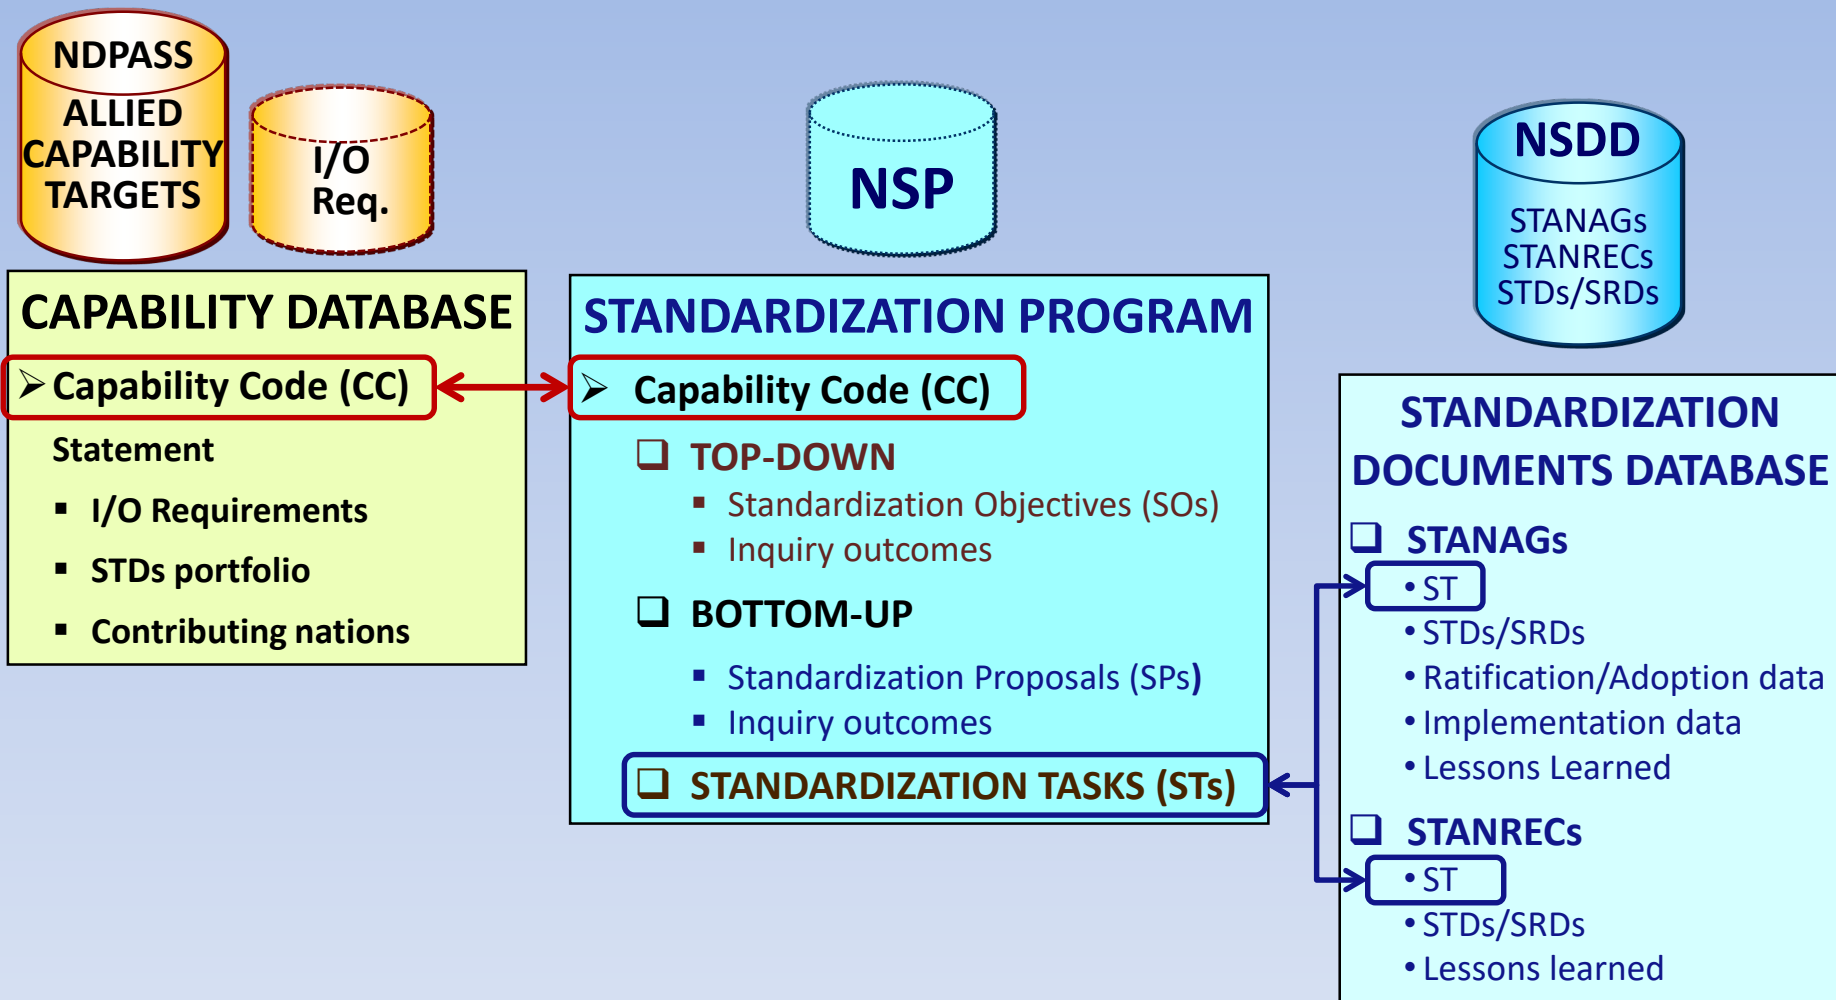 NDPASS
ALLIED
CAPABILITY
TARGETS
I/O
Req.
NSP
NSDD
STANAGs
STANRECs
STDs/SRDs
CAPABILITY DATABASE
➢ Capability Code (CC)
Statement
▪ I/O Requirements
▪ STDs portfolio
▪ Contributing nations
STANDARDIZATION PROGRAM
➢ Capability Code (CC)
❑ TOP-DOWN
▪ Standardization Objectives (SOs)
▪ Inquiry outcomes
❑ BOTTOM-UP
▪ Standardization Proposals (SPs)
▪ Inquiry outcomes
❑ STANDARDIZATION TASKS (STs)
STANDARDIZATION
DOCUMENTS DATABASE
❑ STANAGs
• ST
• STDs/SRDs
• Ratification/Adoption data
• Implementation data
• Lessons Learned
❑ STANRECs
• ST
• STDs/SRDs
• Lessons learned